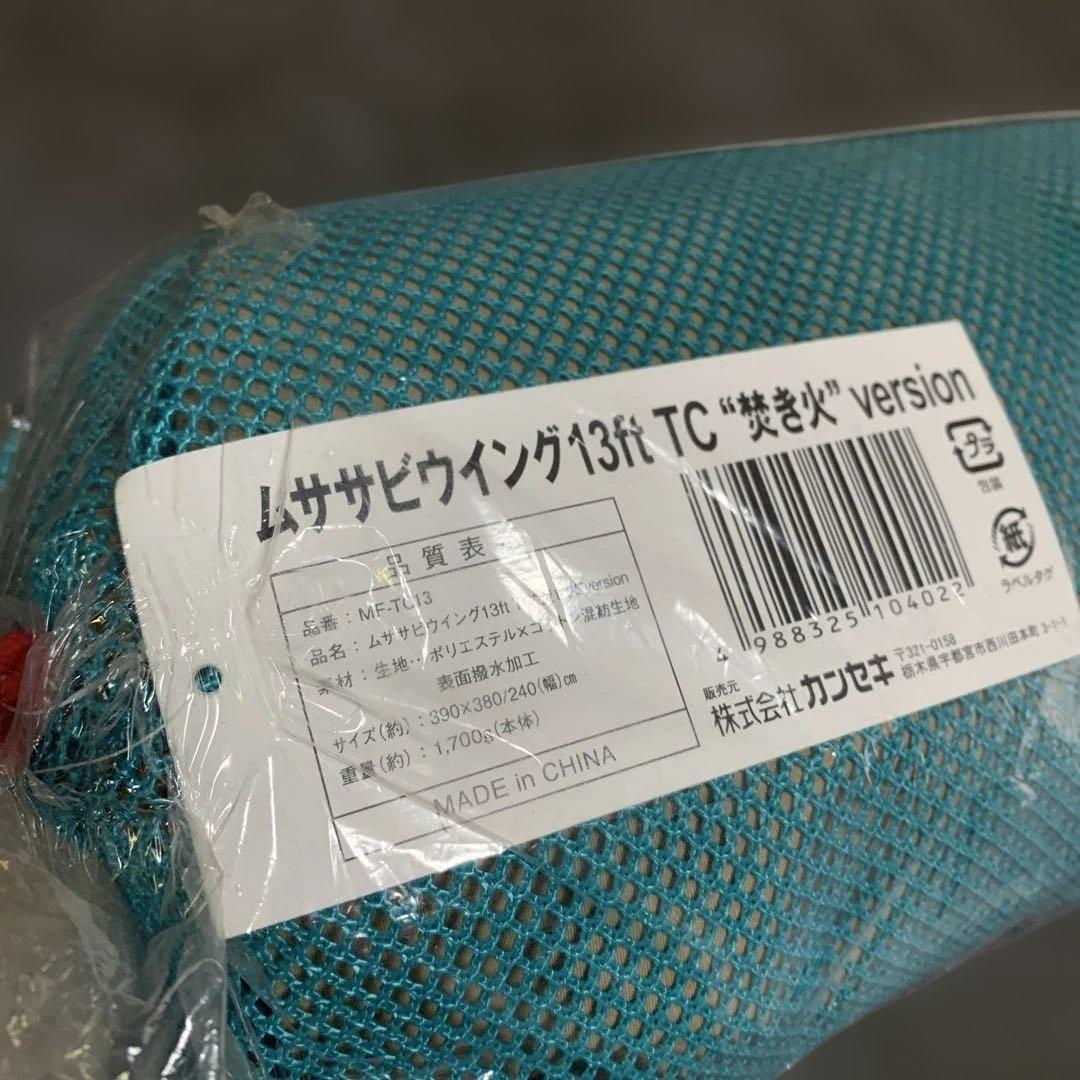 ムササビウイング13ft TC “焚き火” version
品質表
品番：MF-TC13
品名：ムササビウイング13ft version
素材：生地…ポリエステル×コットン混紡生地
表面撥水加工
サイズ(約)：390×380/240(幅)㎝
重量(約)：1,700g(本体)
MADE in CHINA
4 988325 104022
プラ
包装
紙
ラベルタグ
販売元
株式会社カンセキ
〒321-0158
栃木県宇都宮市西川田本町3-1-1